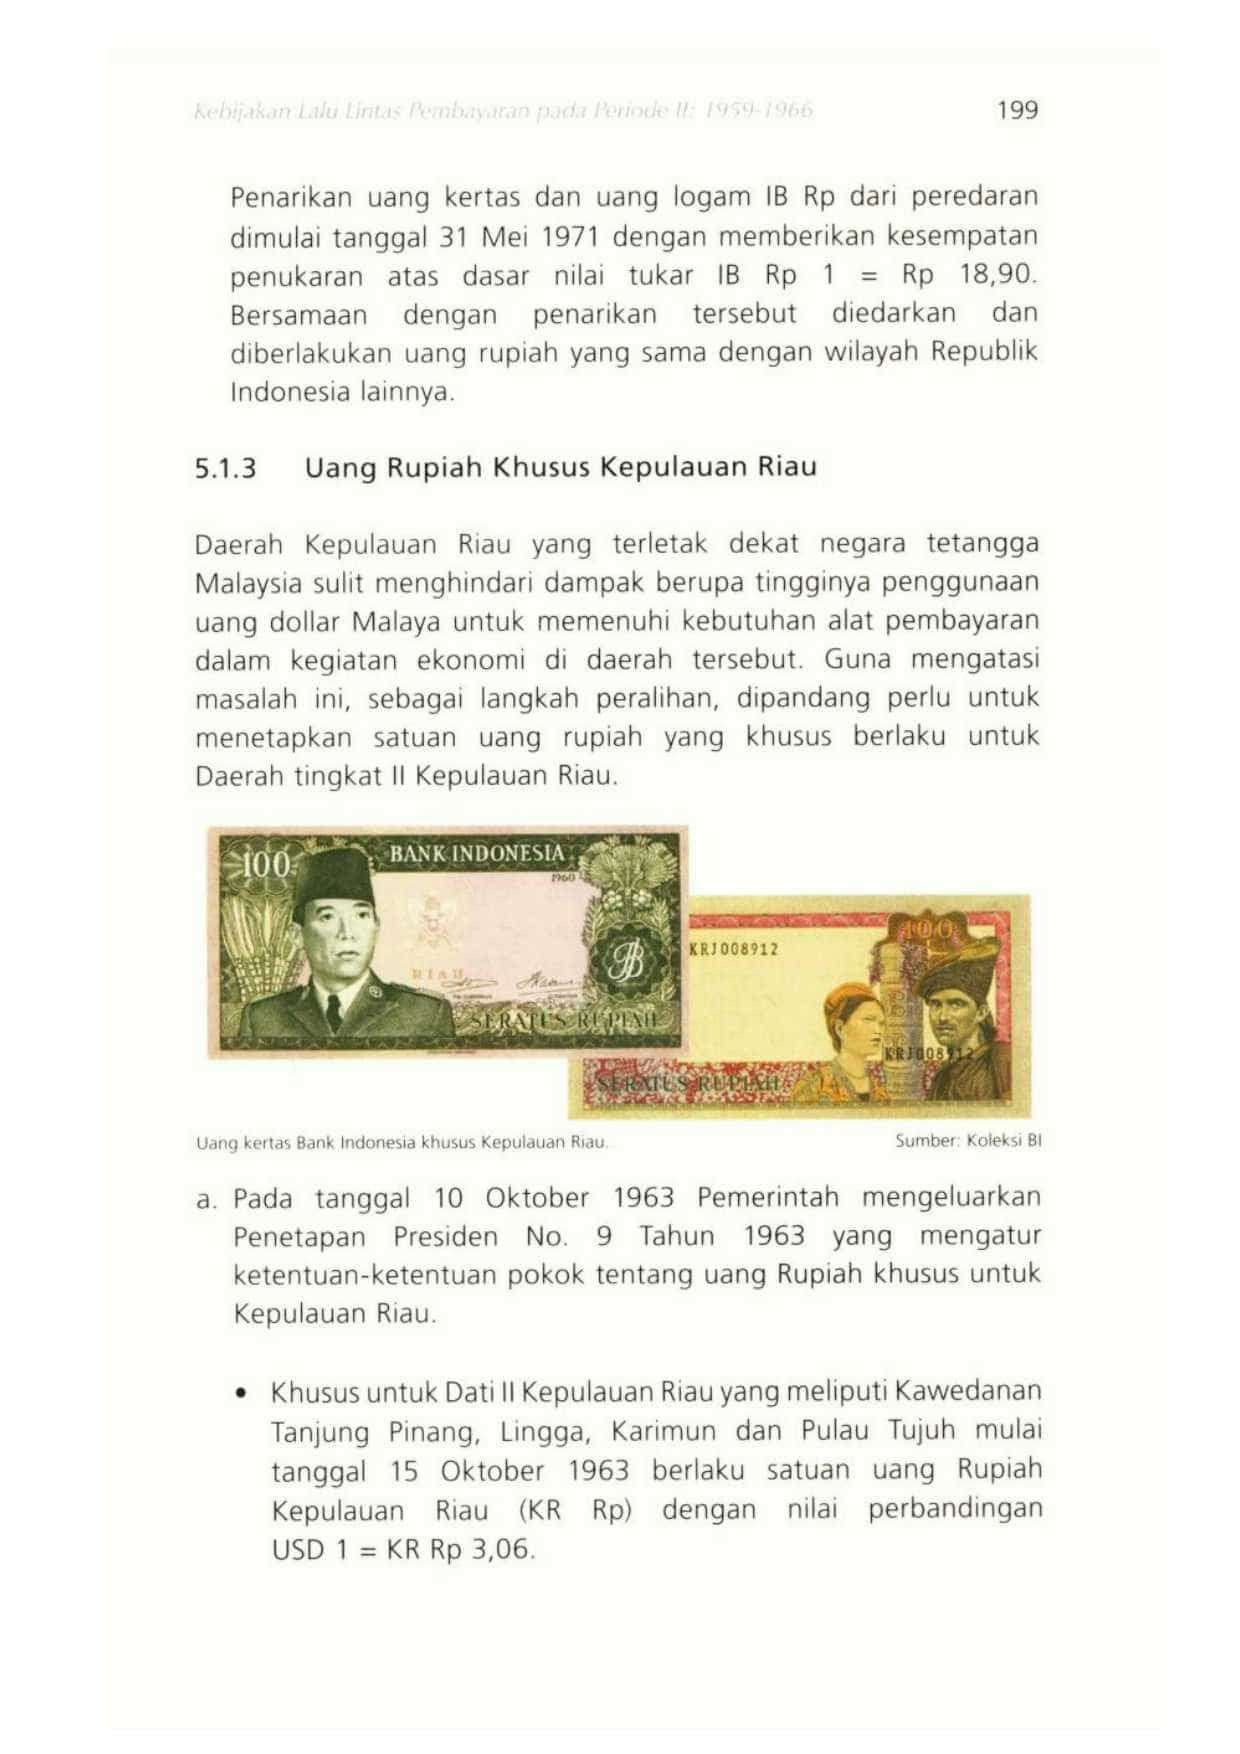 Kebijakan Lalu Lintas Pembayaran pada Periode II: 1959-1966 199
Penarikan uang kertas dan uang logam IB Rp dari peredaran
dimulai tanggal 31 Mei 1971 dengan memberikan kesempatan
penukaran atas dasar nilai tukar IB Rp 1 = Rp 18,90.
Bersamaan dengan penarikan tersebut diedarkan dan
diberlakukan uang rupiah yang sama dengan wilayah Republik
Indonesia lainnya.
5.1.3 Uang Rupiah Khusus Kepulauan Riau
Daerah Kepulauan Riau yang terletak dekat negara tetangga
Malaysia sulit menghindari dampak berupa tingginya penggunaan
uang dollar Malaya untuk memenuhi kebutuhan alat pembayaran
dalam kegiatan ekonomi di daerah tersebut. Guna mengatasi
masalah ini, sebagai langkah peralihan, dipandang perlu untuk
menetapkan satuan uang rupiah yang khusus berlaku untuk
Daerah tingkat II Kepulauan Riau.
100
BANK INDONESIA
1960
RIAU
SERATUS RUPIAH
100
KRJ008912
KRJ008912
SERATUS RUPIAH
Uang kertas Bank Indonesia khusus Kepulauan Riau. Sumber: Koleksi BI
a. Pada tanggal 10 Oktober 1963 Pemerintah mengeluarkan
Penetapan Presiden No. 9 Tahun 1963 yang mengatur
ketentuan-ketentuan pokok tentang uang Rupiah khusus untuk
Kepulauan Riau.
• Khusus untuk Dati II Kepulauan Riau yang meliputi Kawedanan
Tanjung Pinang, Lingga, Karimun dan Pulau Tujuh mulai
tanggal 15 Oktober 1963 berlaku satuan uang Rupiah
Kepulauan Riau (KR Rp) dengan nilai perbandingan
USD 1 = KR Rp 3,06.